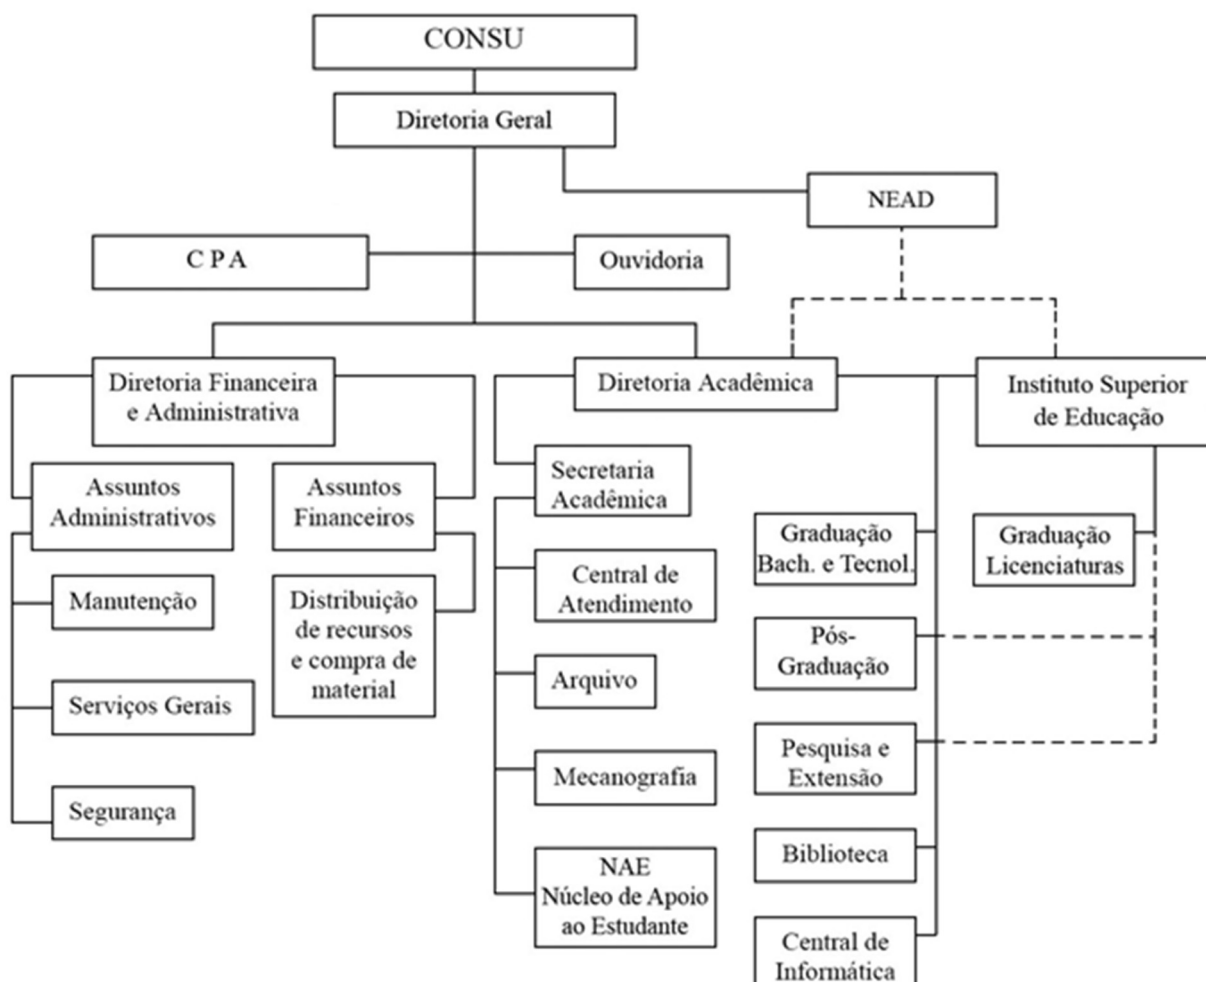 CONSU
Diretoria Geral
NEAD
C P A
Ouvidoria
Diretoria Financeira
e Administrativa
Diretoria Acadêmica
Instituto Superior
de Educação
Assuntos
Administrativos
Assuntos
Financeiros
Manutenção
Distribuição
de recursos
e compra de
material
Serviços Gerais
Segurança
Secretaria
Acadêmica
Central de
Atendimento
Arquivo
Mecanografia
NAE
Núcleo de Apoio
ao Estudante
Graduação
Bach. e Tecnol.
Pós-
Graduação
Pesquisa e
Extensão
Biblioteca
Central de
Informática
Graduação
Licenciaturas